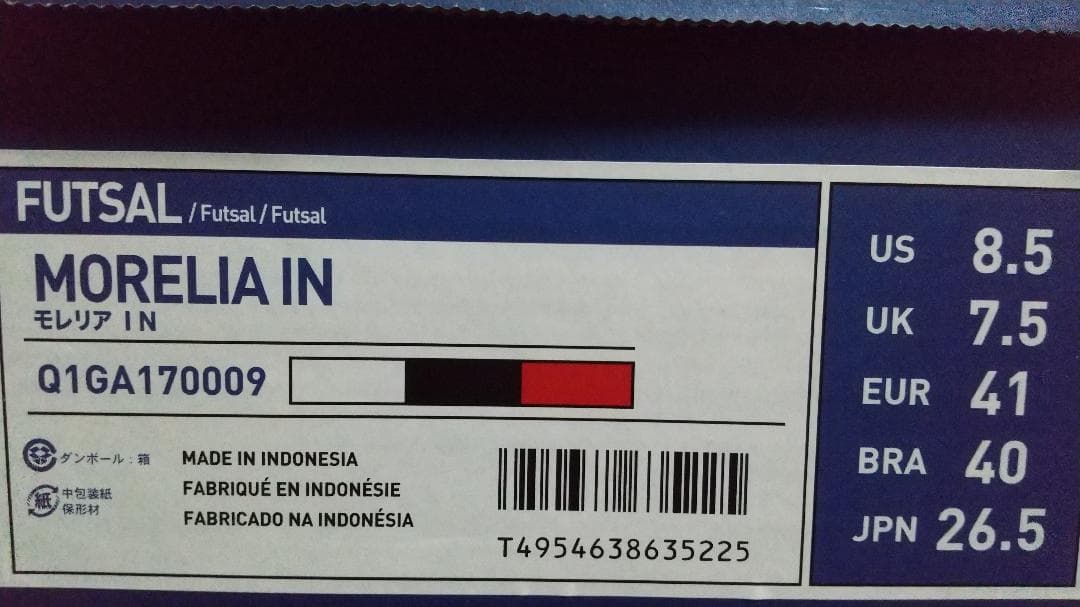 FUTSAL / Futsal / Futsal
MORELIA IN
モレリア IN
Q1GA170009
ダンボール : 箱
紙 中包装紙
保形材
MADE IN INDONESIA
FABRIQUÉ EN INDONÉSIE
FABRICADO NA INDONÉSIA
T4954638635225
US 8.5
UK 7.5
EUR 41
BRA 40
JPN 26.5